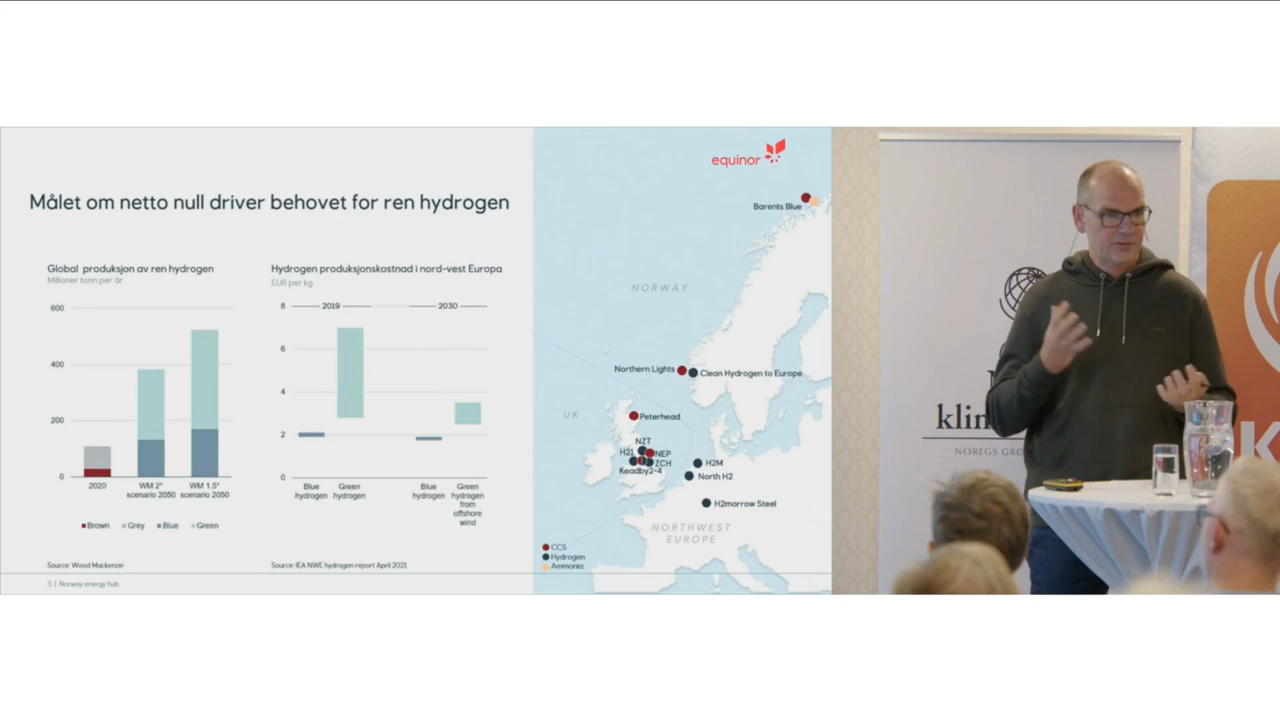 equinor
Målet om netto null driver behovet for ren hydrogen
Global produksjon av ren hydrogen
Millioner tonn per år
600
400
200
0
2020
WM 2°
scenario 2050
WM 1,5°
scenario 2050
Brown
Grey
Blue
Green
Source: Wood Mackenzie
Hydrogen produksjonskostnad i nord-vest Europa
EUR per kg
8
2019
2030
6
4
2
0
Blue
hydrogen
Green
hydrogen
Blue
hydrogen
Green
hydrogen
from
offshore
wind
Source: IEA NWE hydrogen report April 2021
3 | Norway energy hub
Barents Blue
NORWAY
Northern Lights
Clean Hydrogen to Europe
UK
Peterhead
NZT
H21
NEP
ZCH
Keadby2-4
H2M
North H2
H2morrow Steel
NORTHWEST
EUROPE
CCS
Hydrogen
Ammonia
klin
NOREGS GRØ
K